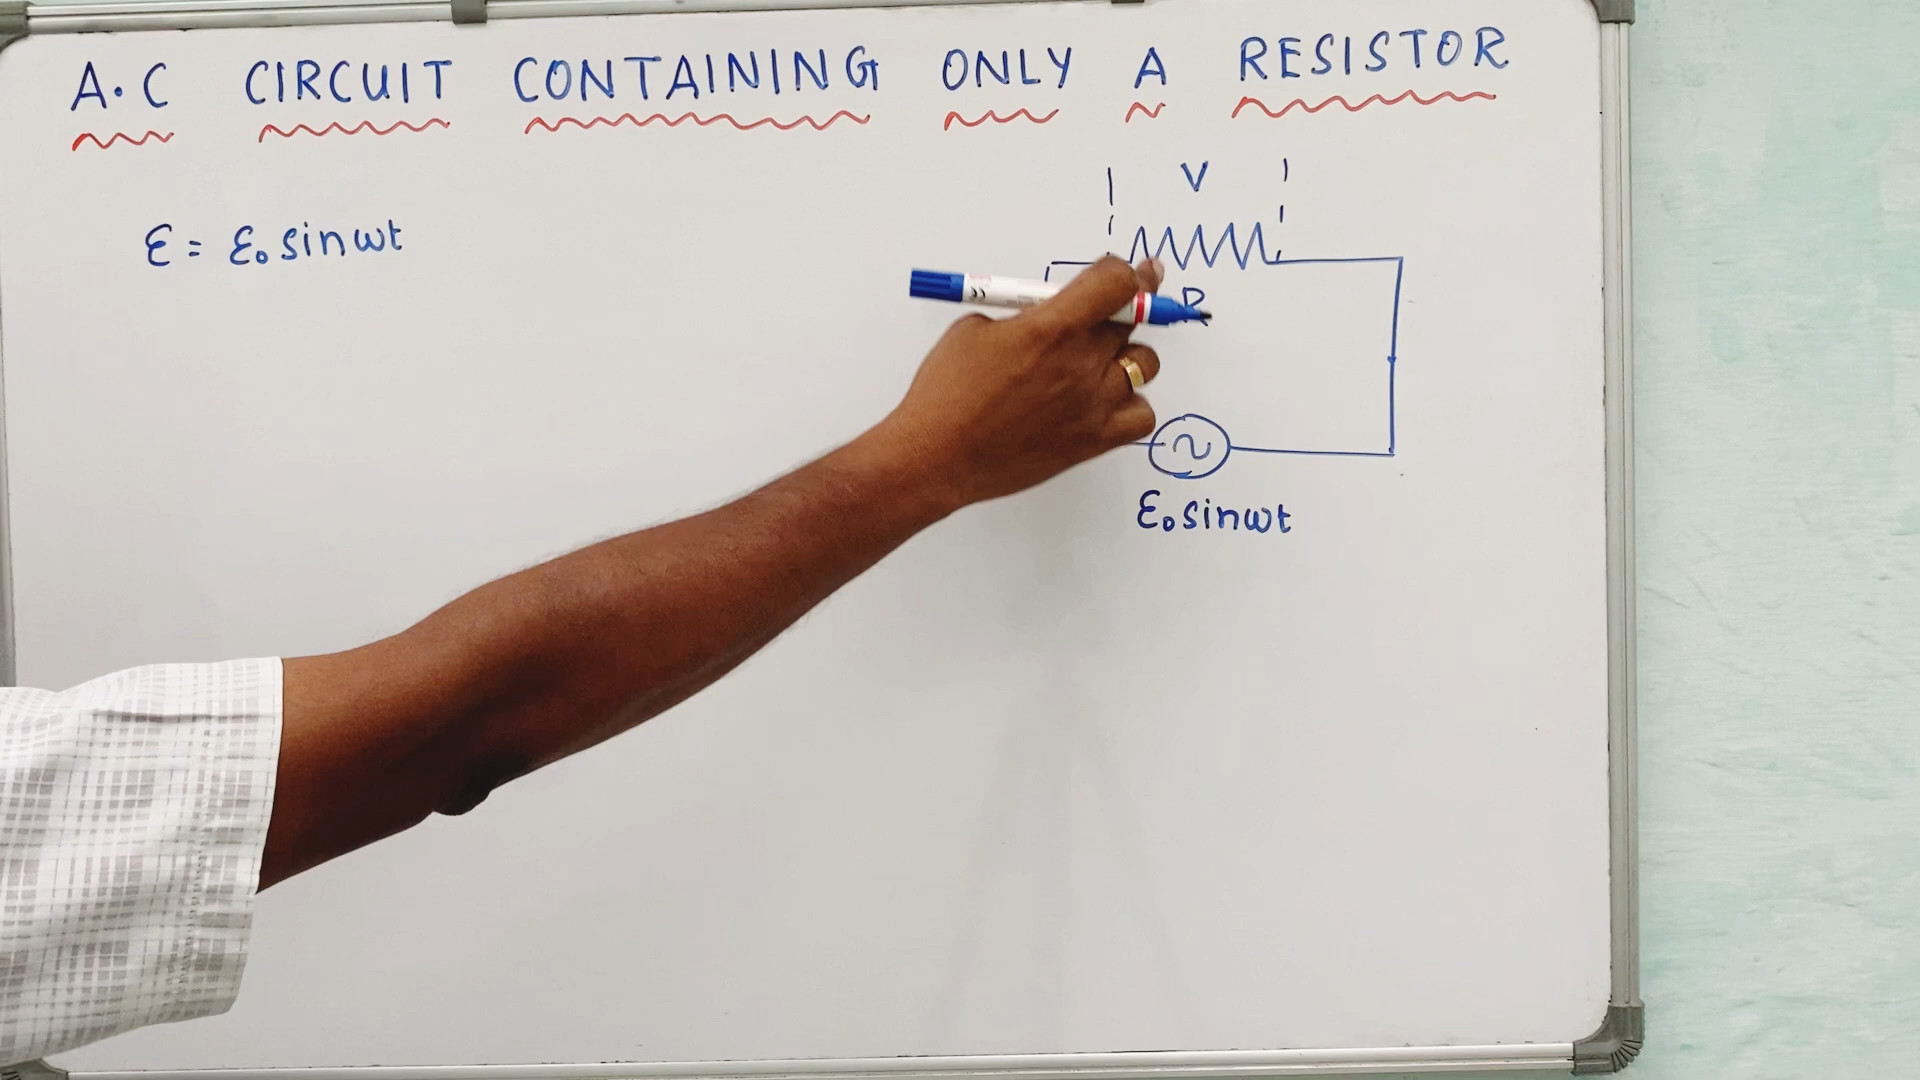 A.C CIRCUIT CONTAINING ONLY A RESISTOR
V
ε = ε₀ sinωt
R
ε₀ sinωt